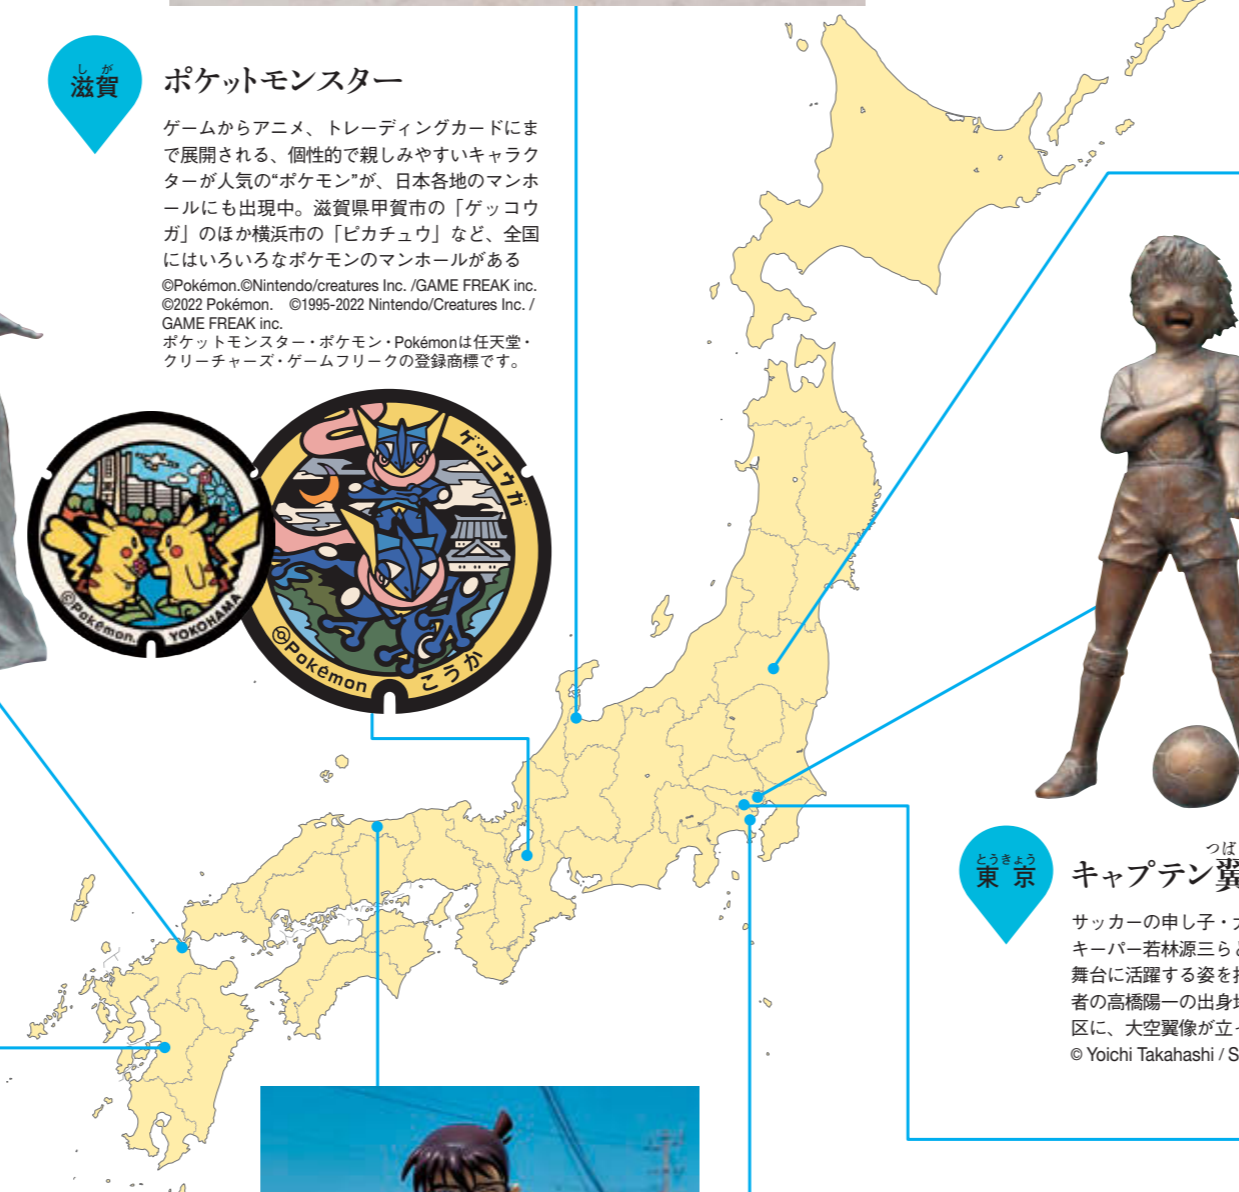 しが
滋賀
ポケットモンスター
ゲームからアニメ、トレーディングカードにま
で展開される、個性的で親しみやすいキャラク
ターが人気の“ポケモン”が、日本各地のマンホ
ールにも出現中。滋賀県甲賀市の「ゲッコウ
ガ」のほか横浜市の「ピカチュウ」など、全国
にはいろいろなポケモンのマンホールがある
©Pokémon.©Nintendo/creatures Inc. /GAME FREAK inc.
©2022 Pokémon. ©1995-2022 Nintendo/Creatures Inc. /
GAME FREAK inc.
ポケットモンスター・ポケモン・Pokémonは任天堂・
クリーチャーズ・ゲームフリークの登録商標です。
©Pokémon.
YOKOHAMA
ゲッコウガ
©Pokémon
こうか
とうきょう
東京
つば
キャプテン翼
サッカーの申し子・
キーパー若林源三らと
舞台に活躍する姿を
者の高橋陽一の出身
区に、大空翼像が立
© Yoichi Takahashi / S